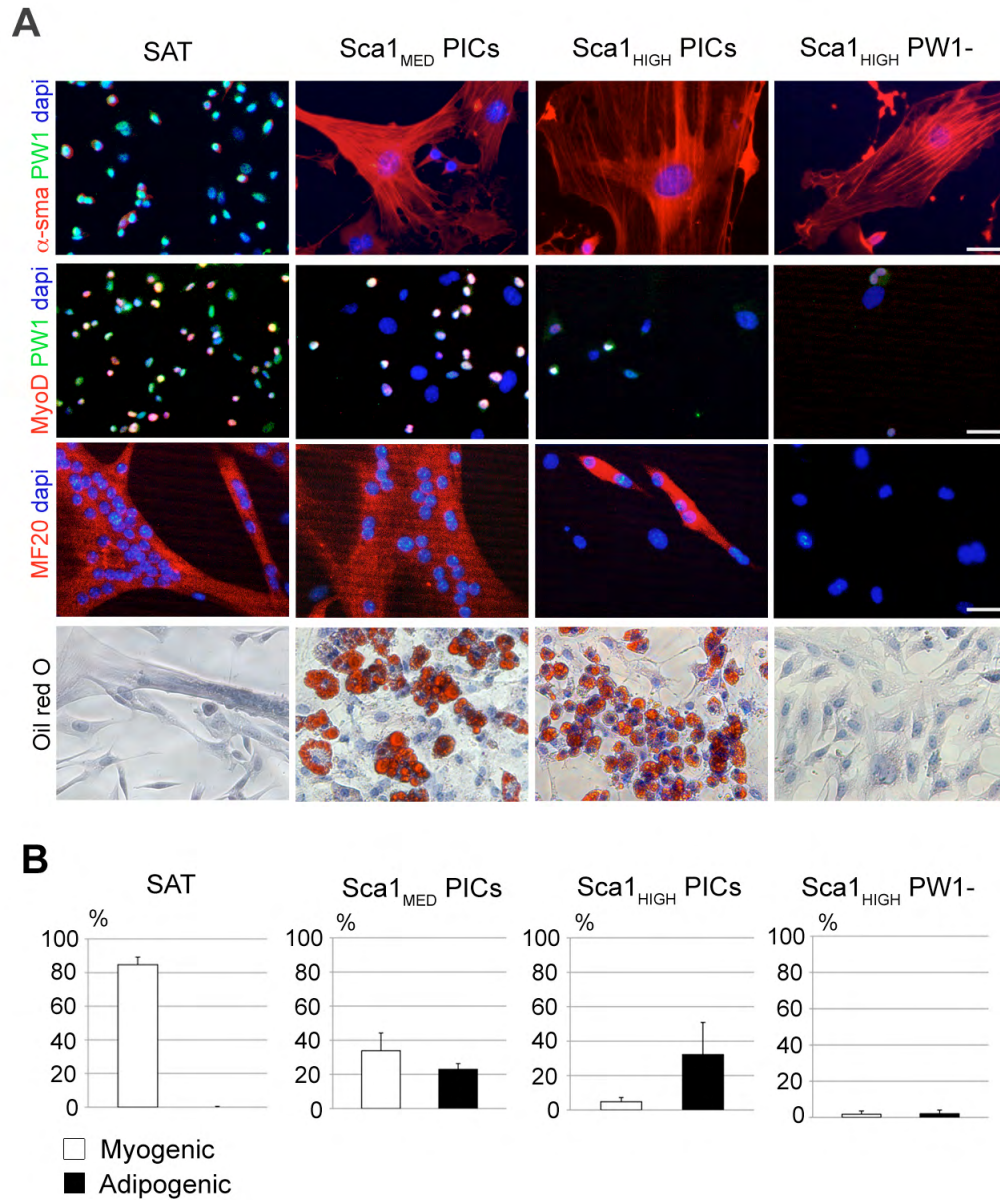 A
SAT
Sca1MED PICs
Sca1HIGH PICs
Sca1HIGH PW1-
α-sma PW1 dapi
MyoD PW1 dapi
MF20 dapi
Oil red O
B
SAT
Sca1MED PICs
Sca1HIGH PICs
Sca1HIGH PW1-
%
100
80
60
40
20
0
%
100
80
60
40
20
0
%
100
80
60
40
20
0
%
100
80
60
40
20
0
Myogenic
Adipogenic